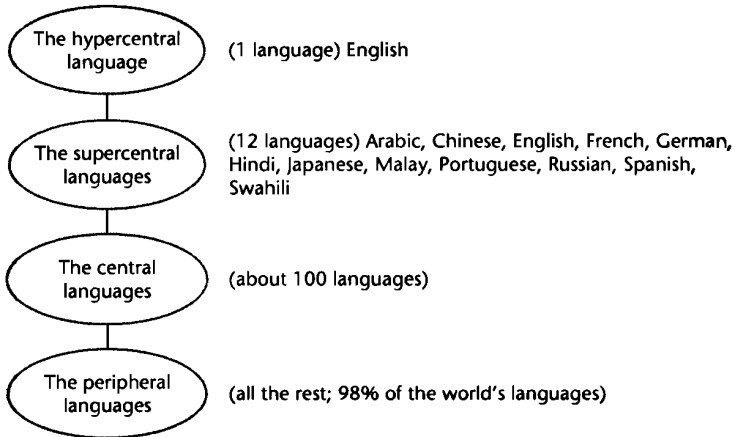 The hypercentral
language
(1 language) English
The supercentral
languages
(12 languages) Arabic, Chinese, English, French, German,
Hindi, Japanese, Malay, Portuguese, Russian, Spanish,
Swahili
The central
languages
(about 100 languages)
The peripheral
languages
(all the rest; 98% of the world's languages)